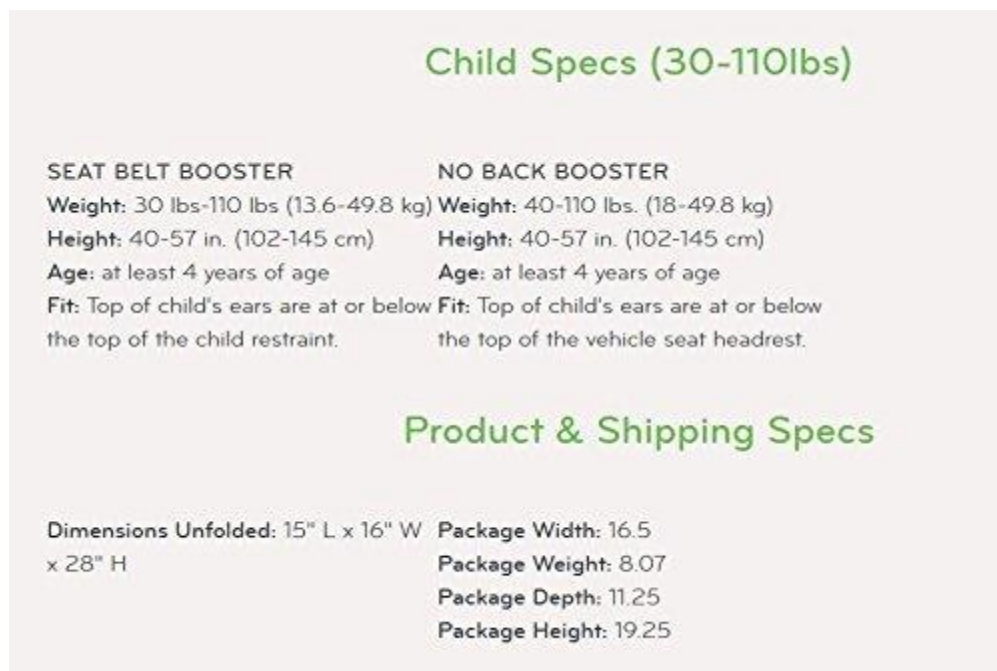 Child Specs (30-110lbs)
SEAT BELT BOOSTER
Weight: 30 lbs-110 lbs (13.6-49.8 kg)
Height: 40-57 in. (102-145 cm)
Age: at least 4 years of age
Fit: Top of child's ears are at or below
the top of the child restraint.
NO BACK BOOSTER
Weight: 40-110 lbs. (18-49.8 kg)
Height: 40-57 in. (102-145 cm)
Age: at least 4 years of age
Fit: Top of child's ears are at or below
the top of the vehicle seat headrest.
Product & Shipping Specs
Dimensions Unfolded: 15" L x 16" W
x 28" H
Package Width: 16.5
Package Weight: 8.07
Package Depth: 11.25
Package Height: 19.25